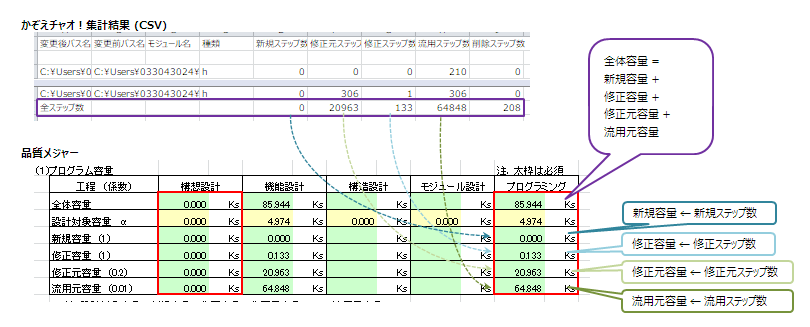 かぞえチャオ！集計結果 (CSV)
変更後パス名 変更前パス名 モジュール名 種類 新規ステップ数 修正元ステップ数 修正ステップ数 流用ステップ数 削除ステップ数
C:¥Users¥0 C:¥Users¥0 33043024¥ h 0 0 0 210 0
C:¥Users¥0 C:¥Users¥0 33043024¥ h 0 306 1 306 0
全ステップ数 0 20963 133 64848 208
全体容量 =
新規容量 +
修正容量 +
修正元容量 +
流用元容量
品質メジャー
(1)プログラム容量 注. 太枠は必須
工程 （係数） 構想設計 機能設計 構造設計 モジュール設計 プログラミング
全体容量 0.000 Ks 85.944 Ks Ks Ks 85.944 Ks
設計対象容量 α 0.000 Ks 4.974 Ks 0.000 Ks 0.000 Ks 4.974 Ks
新規容量 (1) 0.000 Ks 0.000 Ks Ks Ks 0.000 Ks
修正容量 (1) 0.000 Ks 0.133 Ks Ks Ks 0.133 Ks
修正元容量 (0.2) 0.000 Ks 20.963 Ks Ks Ks 20.963 Ks
流用元容量 (0.01) 0.000 Ks 64.848 Ks Ks Ks 64.848 Ks
新規容量 ← 新規ステップ数
修正容量 ← 修正ステップ数
修正元容量 ← 修正元ステップ数
流用元容量 ← 流用ステップ数